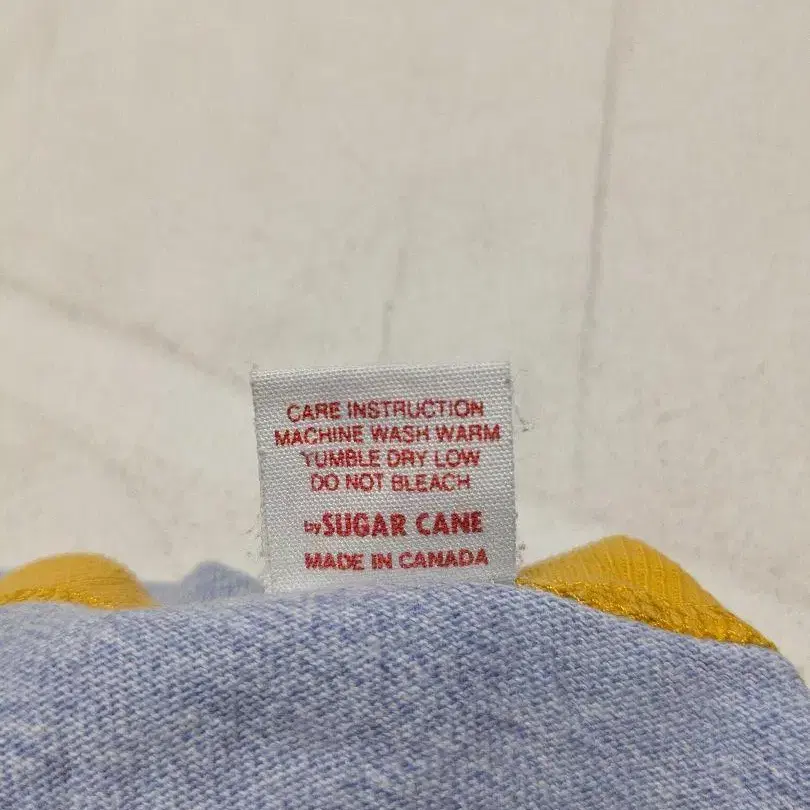 CARE INSTRUCTION
MACHINE WASH WARM
TUMBLE DRY LOW
DO NOT BLEACH
by SUGAR CANE
MADE IN CANADA